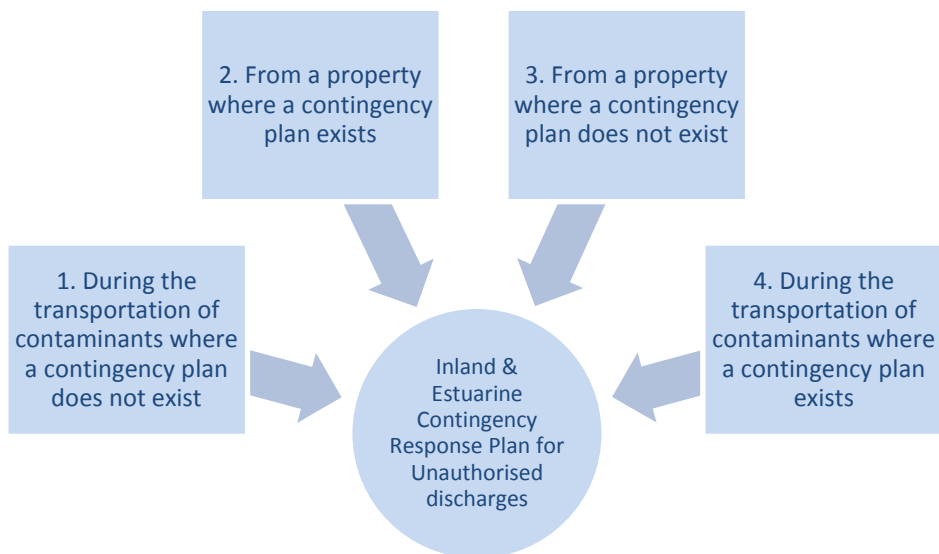 1. During the
transportation of
contaminants where
a contingency plan
does not exist
2. From a property
where a contingency
plan exists
3. From a property
where a contingency
plan does not exist
4. During the
transportation of
contaminants where
a contingency plan
exists
Inland &
Estuarine
Contingency
Response Plan for
Unauthorised
discharges